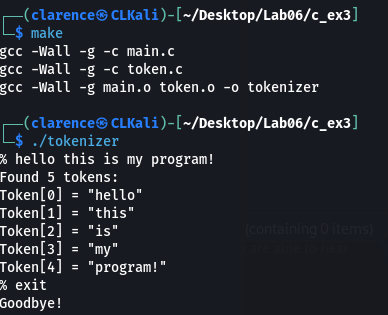 ┌──(clarence㉿CLKali)-[~/Desktop/Lab06/c_ex3]
└─$ make
gcc -Wall -g -c main.c
gcc -Wall -g -c token.c
gcc -Wall -g main.o token.o -o tokenizer
┌──(clarence㉿CLKali)-[~/Desktop/Lab06/c_ex3]
└─$ ./tokenizer
% hello this is my program!
Found 5 tokens:
Token[0] = "hello"
Token[1] = "this"
Token[2] = "is"
(containing 0 items)
Token[3] = "my"
Token[4] = "program!"
% exit
Goodbye!